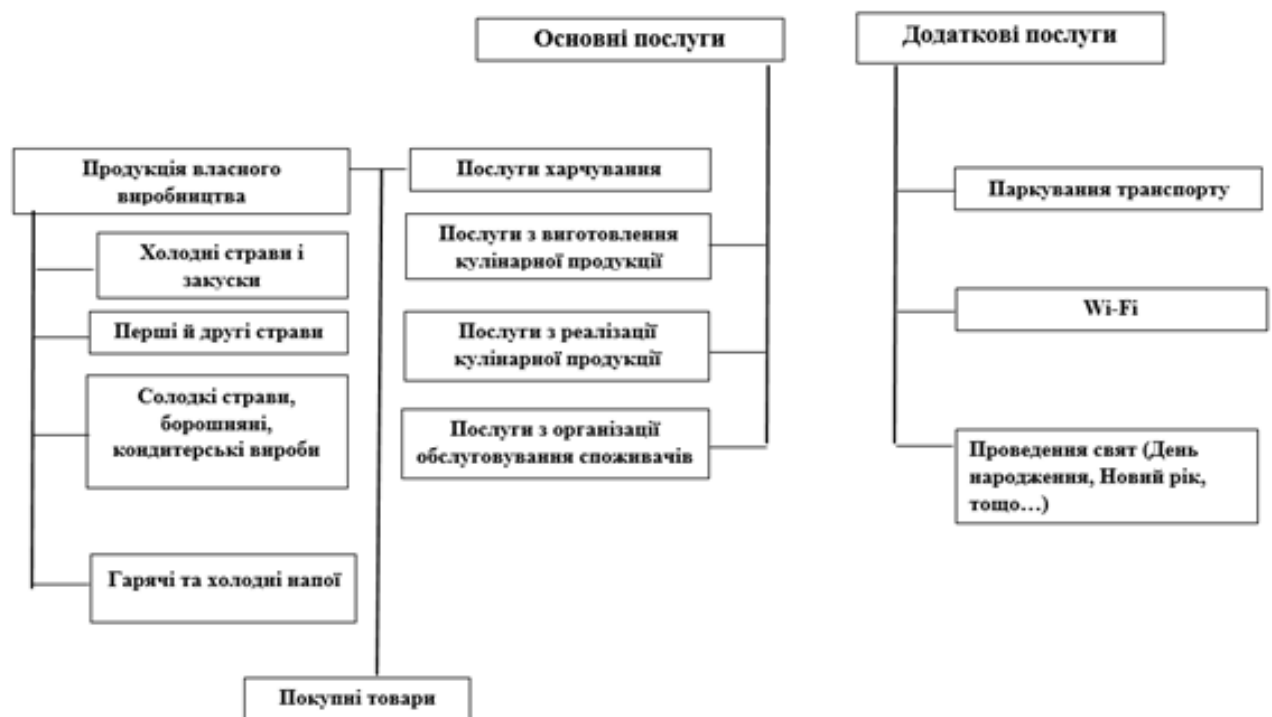 Основні послуги
Додаткові послуги
Продукція власного
виробництва
Послуги харчування
Паркування транспорту
Холодні страви і
закуски
Послуги з виготовлення
кулінарної продукції
Перші й другі страви
Послуги з реалізації
кулінарної продукції
Wi-Fi
Солодкі страви,
борошняні,
кондитерські вироби
Послуги з організації
обслуговування споживачів
Проведення свят (День
народження, Новий рік,
тощо…)
Гарячі та холодні напої
Покупні товари